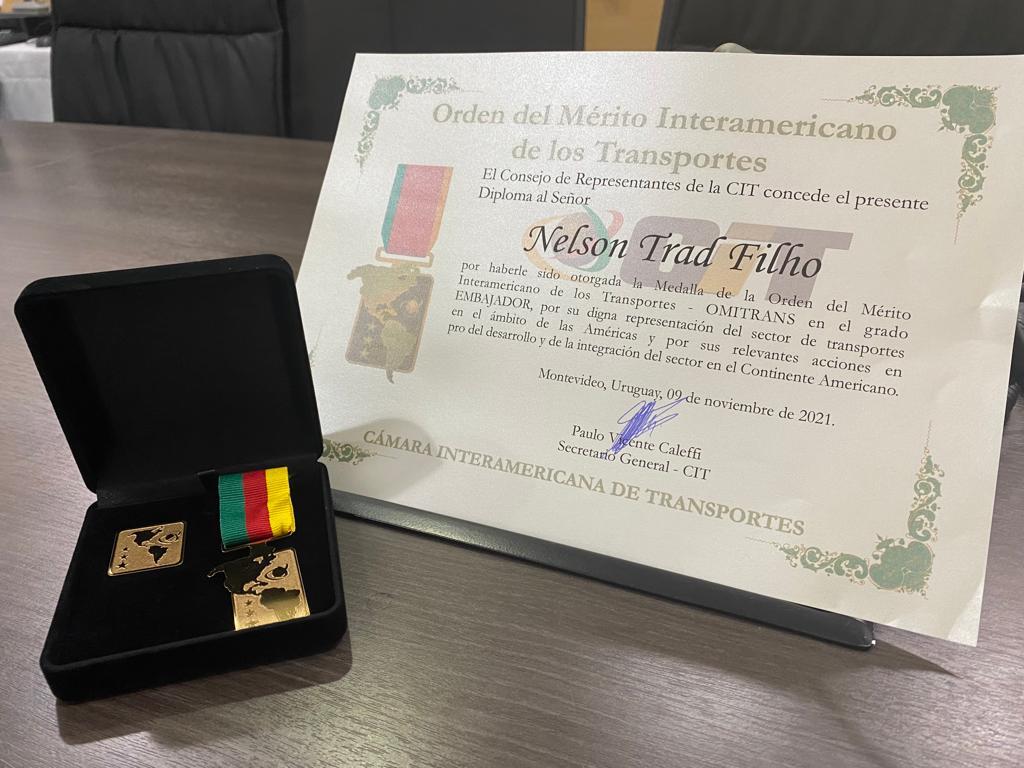 Orden del Mérito Interamericano
de los Transportes
El Consejo de Representantes de la CIT concede el presente
Diploma al Señor
CIT
Nelson Trad Filho
por haberle sido otorgada la Medalla de la Orden del Mérito
Interamericano de los Transportes - OMITRANS en el grado
EMBAJADOR, por su digna representación del sector de transportes
en el ámbito de las Américas y por sus relevantes acciones en
pro del desarrollo y de la integración del sector en el Continente Americano.
Montevideo, Uruguay, 09 de noviembre de 2021.
Paulo Vicente Caleffi
Secretario General - CIT
CÁMARA INTERAMERICANA DE TRANSPORTES